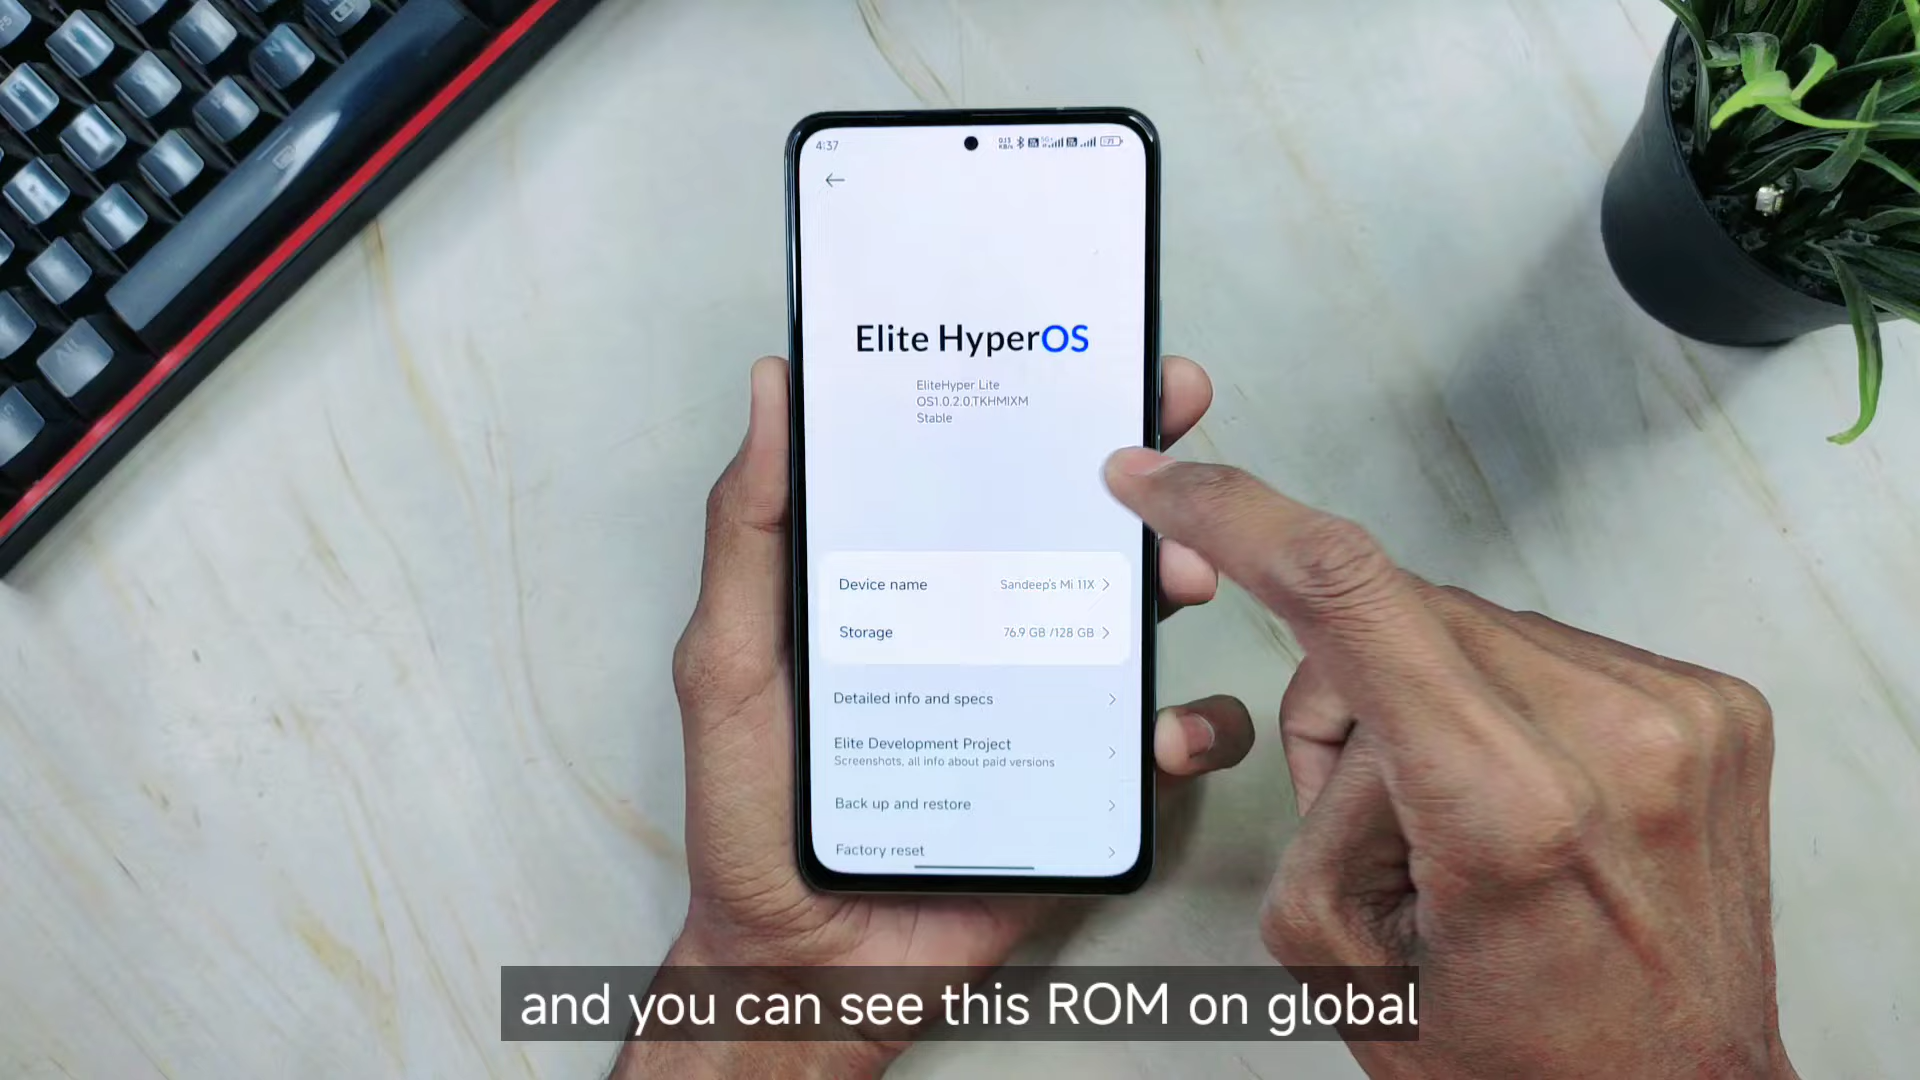 4:37
Elite HyperOS
EliteHyper Lite
OS1.0.2.0.TKHMIXM
Stable
Device name
Sandeep's Mi 11X
Storage
76.9 GB /128 GB
Detailed info and specs
Elite Development Project
Screenshots, all info about paid versions
Back up and restore
Factory reset
and you can see this ROM on global